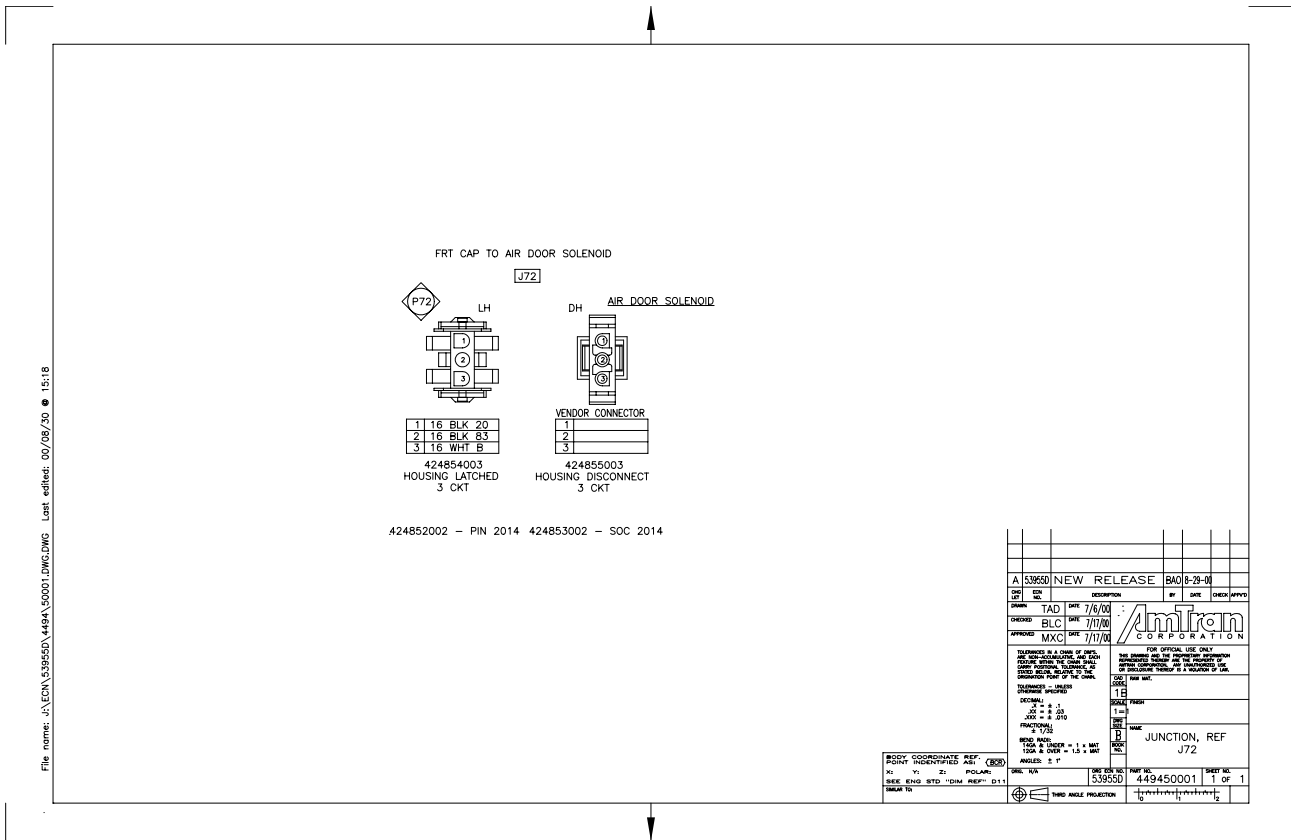 FRT CAP TO AIR DOOR SOLENOID
J72
P72
LH
DH
AIR DOOR SOLENOID
1
2
3
1
2
3
VENDOR CONNECTOR
1 16 BLK 20
2 16 BLK 83
3 16 WHT B
1
2
3
424854003
HOUSING LATCHED
3 CKT
424855003
HOUSING DISCONNECT
3 CKT
424852002 – PIN 2014 424853002 – SOC 2014
File name: J:\ECN\53955D\4494\50001.DWG.DWG Last edited: 00/08/30 @ 15:18
A 53955D NEW RELEASE BAO 8-29-00
CHG LET ECN NO. DESCRIPTION BY DATE CHECK APPV'D
DRAWN TAD DATE 7/6/00
CHECKED BLC DATE 7/17/00
APPROVED MXC DATE 7/17/00
AmTran
CORPORATION
TOLERANCES IN A CHAIN OF DIM'S.
ARE NON-ACCUMULATIVE, AND EACH
FEATURE WITHIN THE CHAIN SHALL
CARRY POSITIONAL TOLERANCE, AS
STATED BELOW, RELATIVE TO THE
ORIGINATION POINT OF THE CHAIN.
TOLERANCES – UNLESS
OTHERWISE SPECIFIED
DECIMAL:
.X = ± .1
.XX = ± .03
.XXX = ± .010
FRACTIONAL:
± 1/32
BEND RADII:
14GA & UNDER = 1 x MAT
12GA & OVER = 1.5 x MAT
ANGLES: ± 1°
FOR OFFICIAL USE ONLY
THIS DRAWING AND THE PROPRIETARY INFORMATION
REPRESENTED THEREBY ARE THE PROPERTY OF
AMTRAN CORPORATION. ANY UNAUTHORIZED USE
OR DISCLOSURE THEREOF IS A VIOLATION OF LAW.
CAD CODE
1B
RAW MAT.
SCALE
1=1
FINISH
DWG SIZE
B
BOOK NO.
NAME
JUNCTION, REF
J72
BODY COORDINATE REF.
POINT INDENTIFIED AS: BCR
X: Y: Z: POLAR:
SEE ENG STD "DIM REF" D11
SIMILAR TO:
ORIG. N/A
ORG ECN NO.
53955D
PART NO.
449450001
SHEET NO.
1 OF 1
THIRD ANGLE PROJECTION
0 1 2